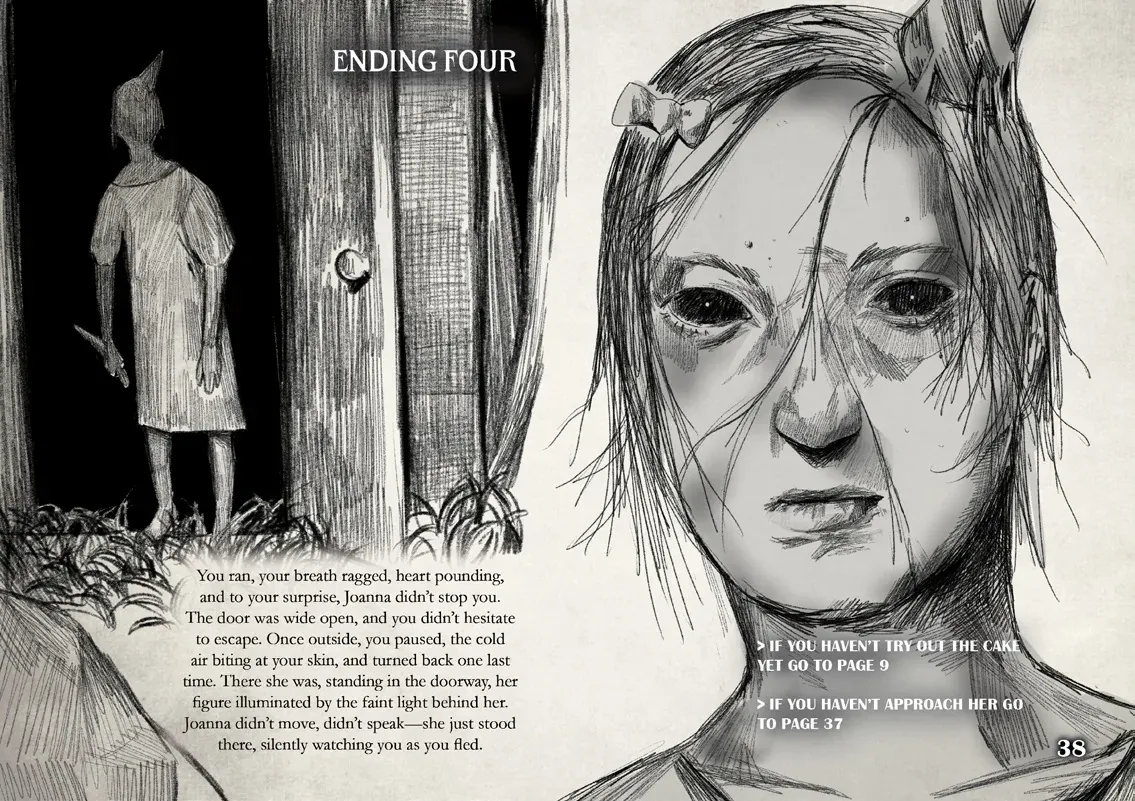 ENDING FOUR
You ran, your breath ragged, heart pounding,
and to your surprise, Joanna didn’t stop you.
The door was wide open, and you didn’t hesitate
to escape. Once outside, you paused, the cold
air biting at your skin, and turned back one last
time. There she was, standing in the doorway, her
figure illuminated by the faint light behind her.
Joanna didn’t move, didn’t speak—she just stood
there, silently watching you as you fled.
> IF YOU HAVEN’T TRY OUT THE CAKE
YET GO TO PAGE 9
> IF YOU HAVEN’T APPROACH HER GO
TO PAGE 37
38